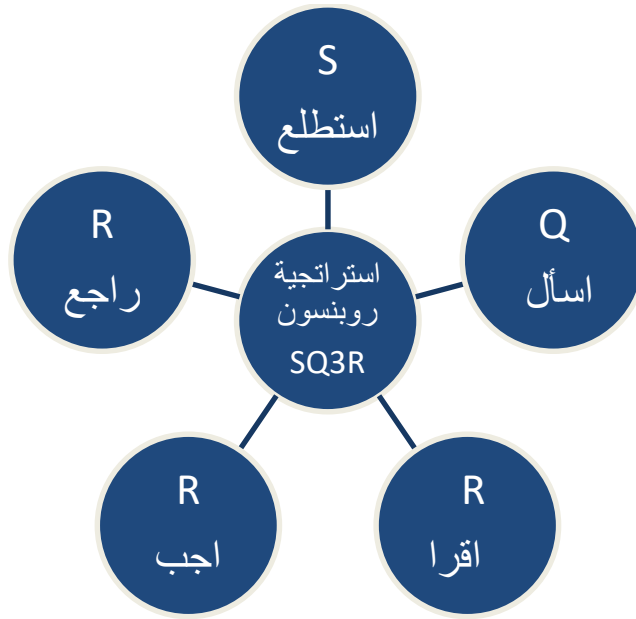 S
استطلع
Q
اسأل
R
اقرا
R
اجب
R
راجع
استراتجية
روبنسون
SQ3R